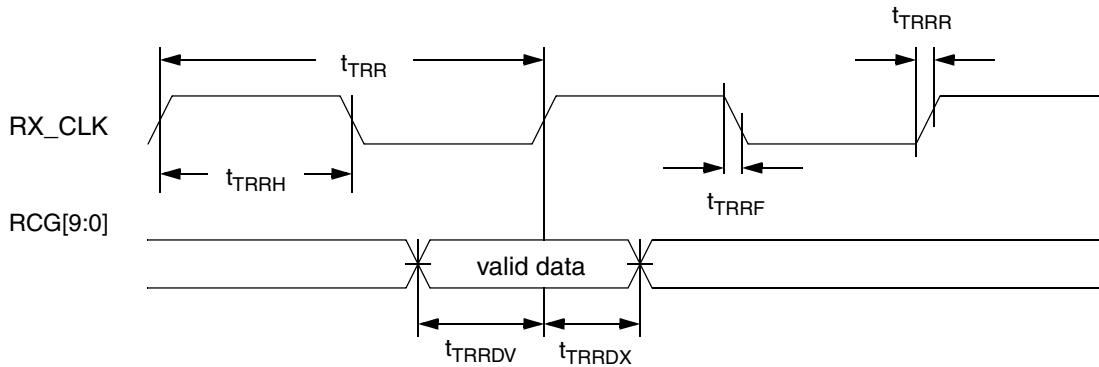 tTRRR
tTRR
RX_CLK
tTRRH
tTRRF
RCG[9:0]
valid data
tTRRDV tTRRDX